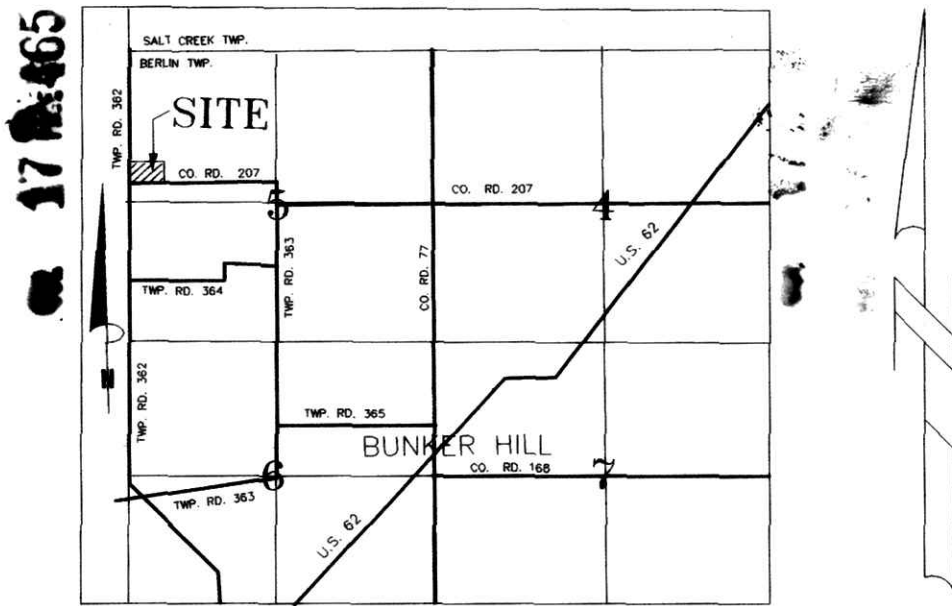 SALT CREEK TWP.
BERLIN TWP.
TWP. RD. 362
SITE
CO. RD. 207
5
CO. RD. 207
4
U.S. 62
TWP. RD. 363
CO. RD. 77
TWP. RD. 364
TWP. RD. 362
TWP. RD. 365
BUNKER HILL
CO. RD. 168
6
7
TWP. RD. 363
U.S. 62
N
17
465